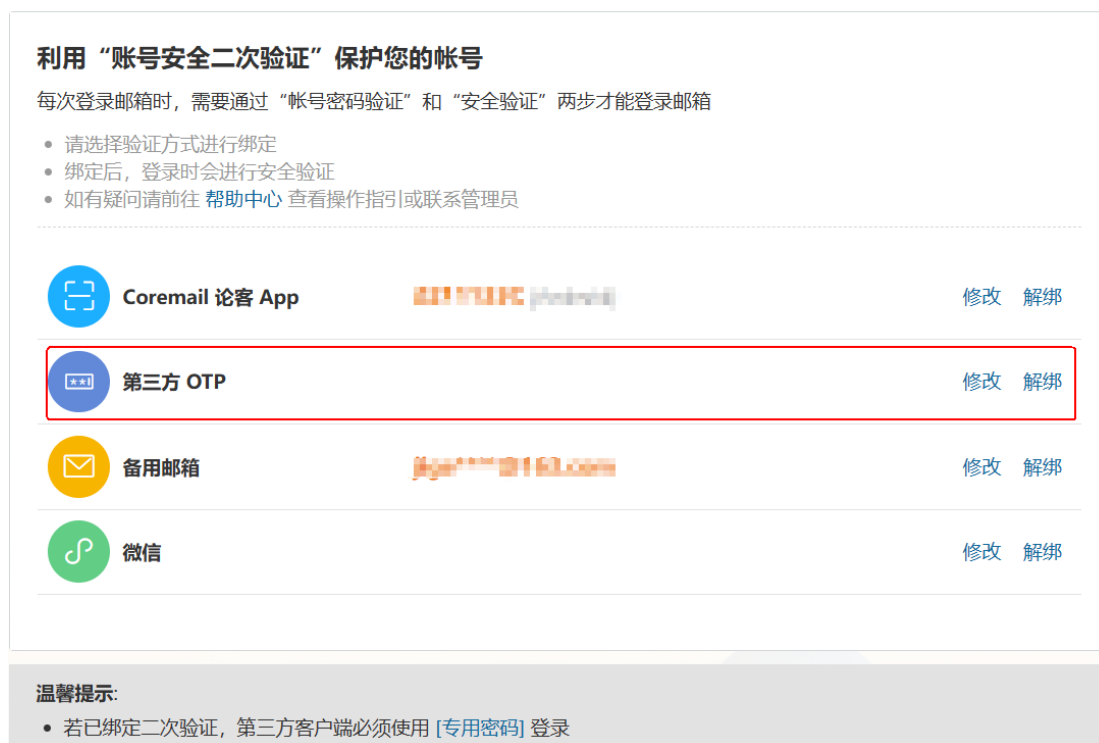 利用“账号安全二次验证”保护您的帐号
每次登录邮箱时，需要通过“帐号密码验证”和“安全验证”两步才能登录邮箱
请选择验证方式进行绑定
绑定后，登录时会进行安全验证
如有疑问请前往 帮助中心 查看操作指引或联系管理员
Coremail 论客 App 修改 解绑
第三方 OTP 修改 解绑
备用邮箱 修改 解绑
微信 修改 解绑
温馨提示:
若已绑定二次验证，第三方客户端必须使用 [专用密码] 登录